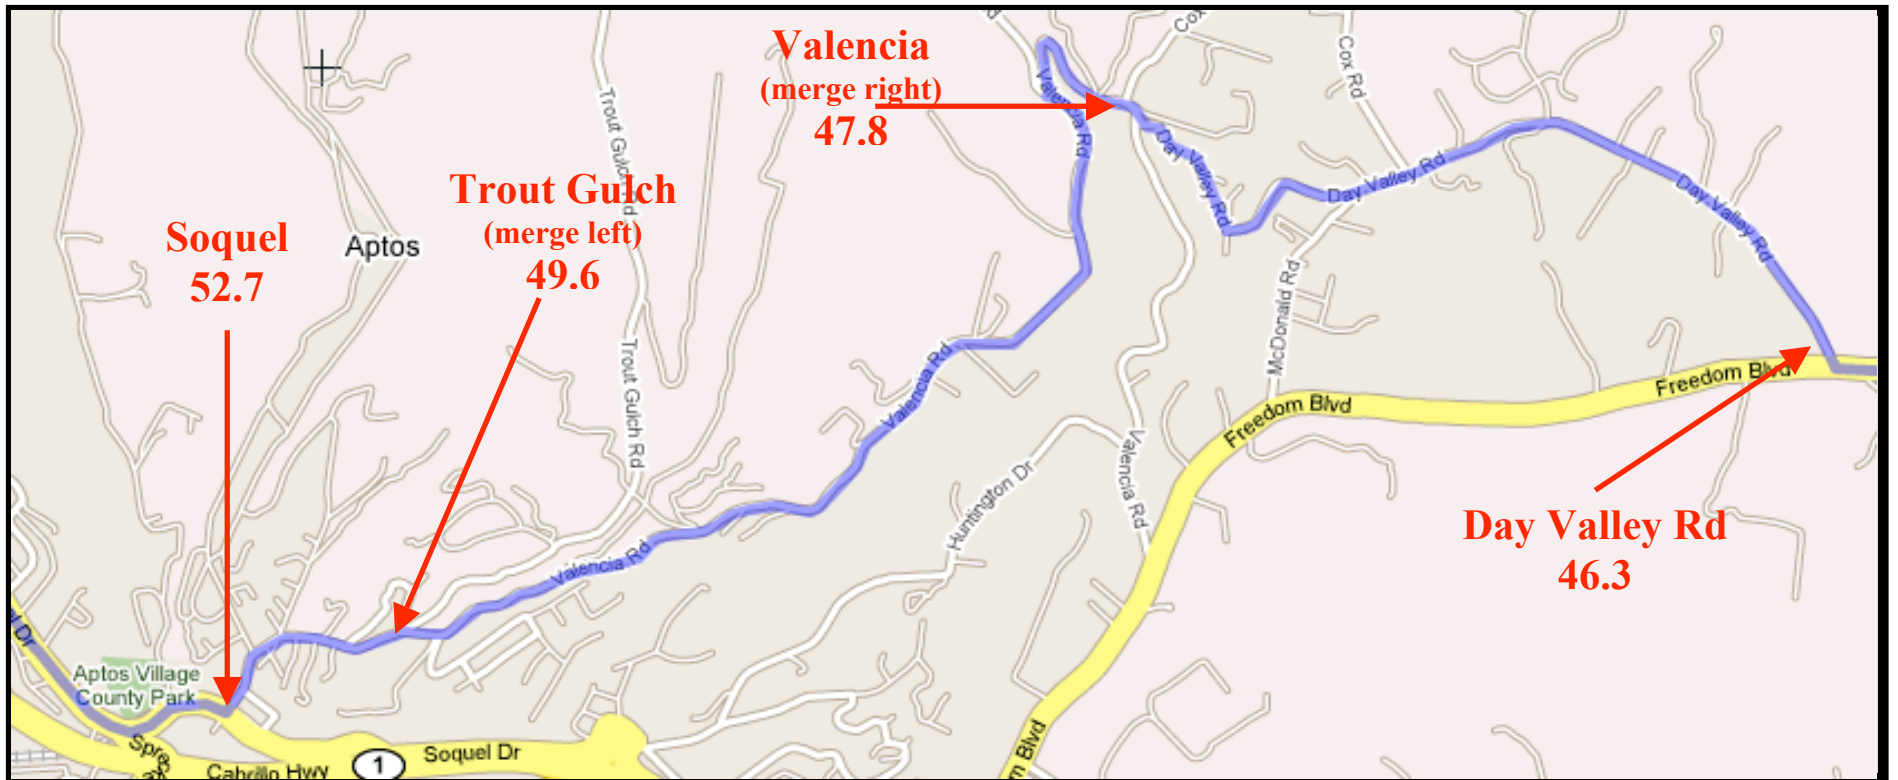 Valencia
(merge right)
47.8
Trout Gulch
(merge left)
49.6
Soquel
52.7
Day Valley Rd
46.3
Aptos
Trout Gulch Rd
Trout Gulch Rd
Valencia Rd
Valencia Rd
Valencia Rd
Valencia Rd
Cox
Cox Rd
Day Valley Rd
Day Valley Rd
Day Valley Rd
McDonald Rd
Freedom Blvd
Freedom Blvd
Huntington Dr
Aptos Village
County Park
Dr
Soquel Dr
1
Cabrillo Hwy
Blvd